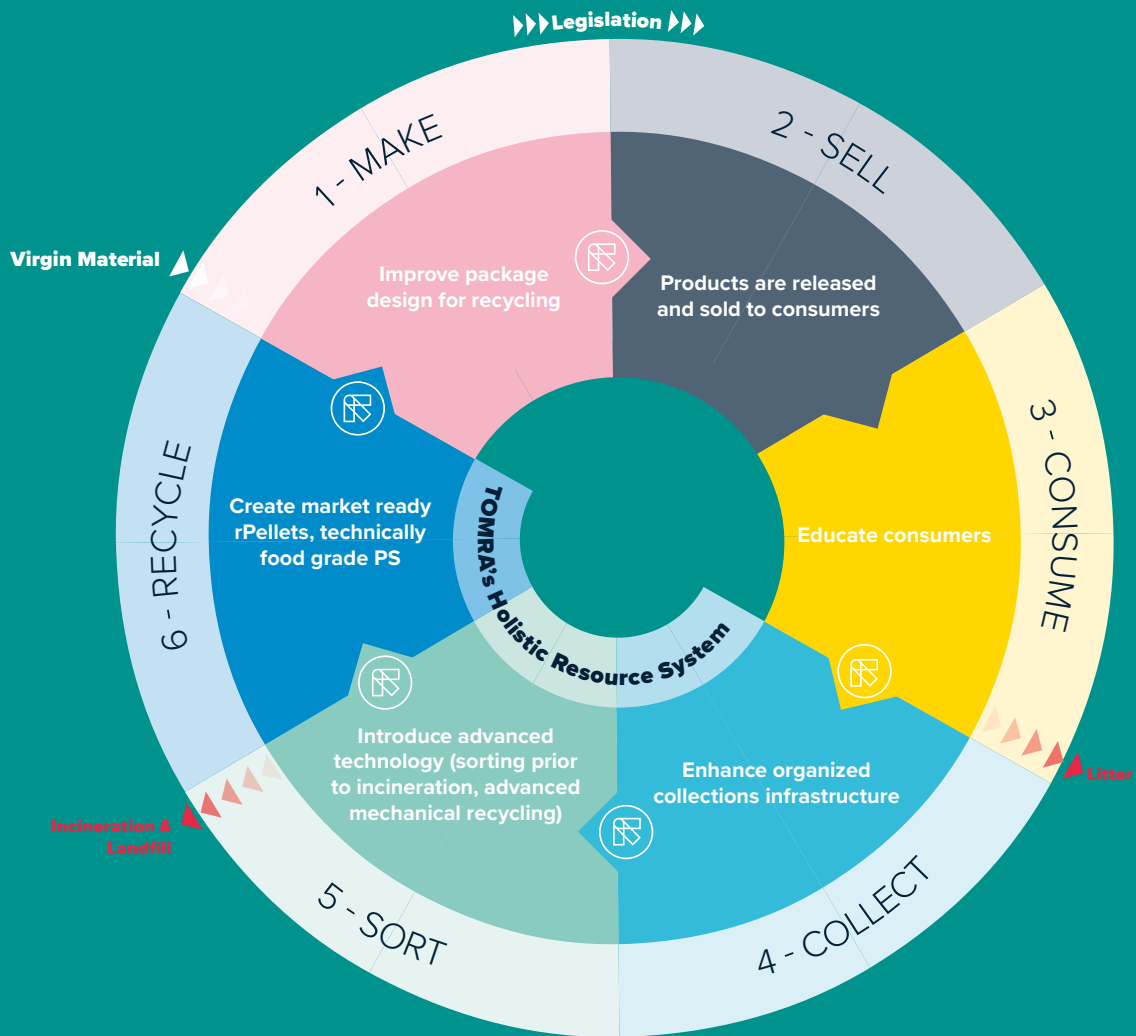 Legislation
1 - MAKE
2 - SELL
Virgin Material
Improve package
design for recycling
Products are released
and sold to consumers
3 - CONSUME
Educate consumers
Litter
4 - COLLECT
Enhance organized
collections infrastructure
5 - SORT
Introduce advanced
technology (sorting prior
to incineration, advanced
mechanical recycling)
Incineration &
Landfill
6 - RECYCLE
Create market ready
rPellets, technically
food grade PS
TOMRA's Holistic Resource System